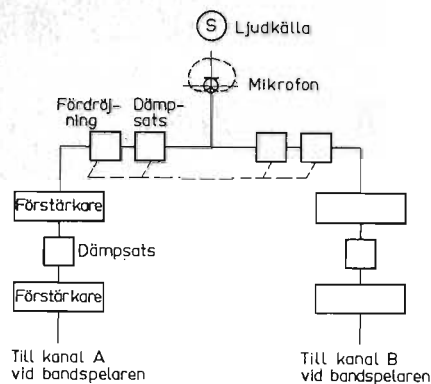 S
Ljudkälla
Mikrofon
Fördröj-
ning
Dämp-
sats
Förstärkare
Dämpsats
Förstärkare
Till kanal A
vid bandspelaren
Till kanal B
vid bandspelaren